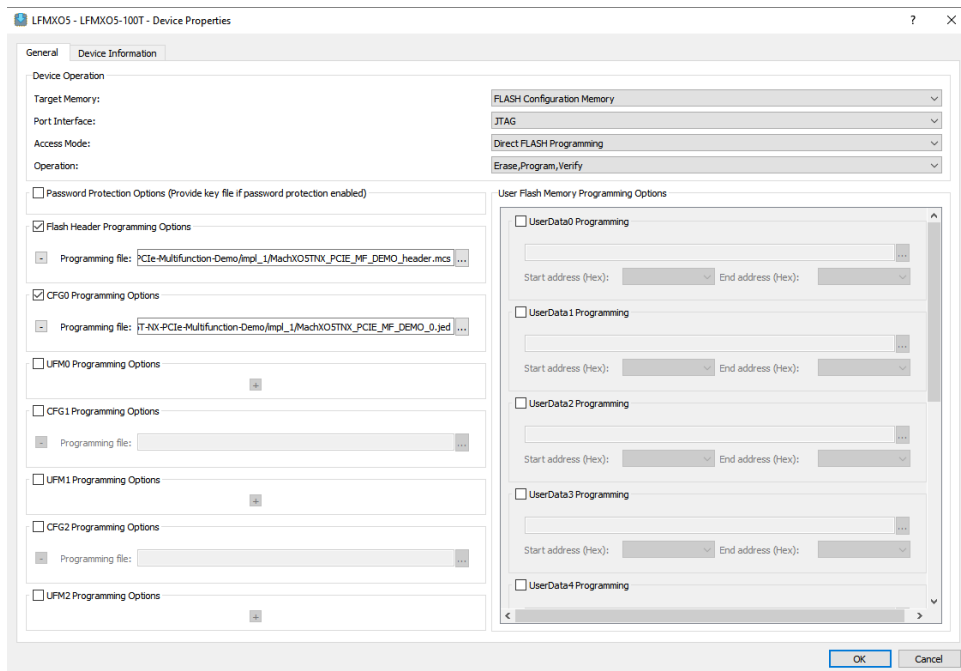 LFMXO5 - LFMXO5-100T - Device Properties
? ×
General Device Information
Device Operation
Target Memory: FLASH Configuration Memory
Port Interface: JTAG
Access Mode: Direct FLASH Programming
Operation: Erase,Program,Verify
Password Protection Options (Provide key file if password protection enabled)
Flash Header Programming Options
- Programming file: PCIe-Multifunction-Demo/impl_1/MachXO5TNX_PCIE_MF_DEMO_header.mcs ...
CFG0 Programming Options
- Programming file: 5T-NX-PCIe-Multifunction-Demo/impl_1/MachXO5TNX_PCIE_MF_DEMO_0.jed ...
UFM0 Programming Options
+
CFG1 Programming Options
- Programming file: ...
UFM1 Programming Options
+
CFG2 Programming Options
- Programming file: ...
UFM2 Programming Options
+
User Flash Memory Programming Options
UserData0 Programming
...
Start address (Hex): End address (Hex):
UserData1 Programming
...
Start address (Hex): End address (Hex):
UserData2 Programming
...
Start address (Hex): End address (Hex):
UserData3 Programming
...
Start address (Hex): End address (Hex):
UserData4 Programming
OK Cancel